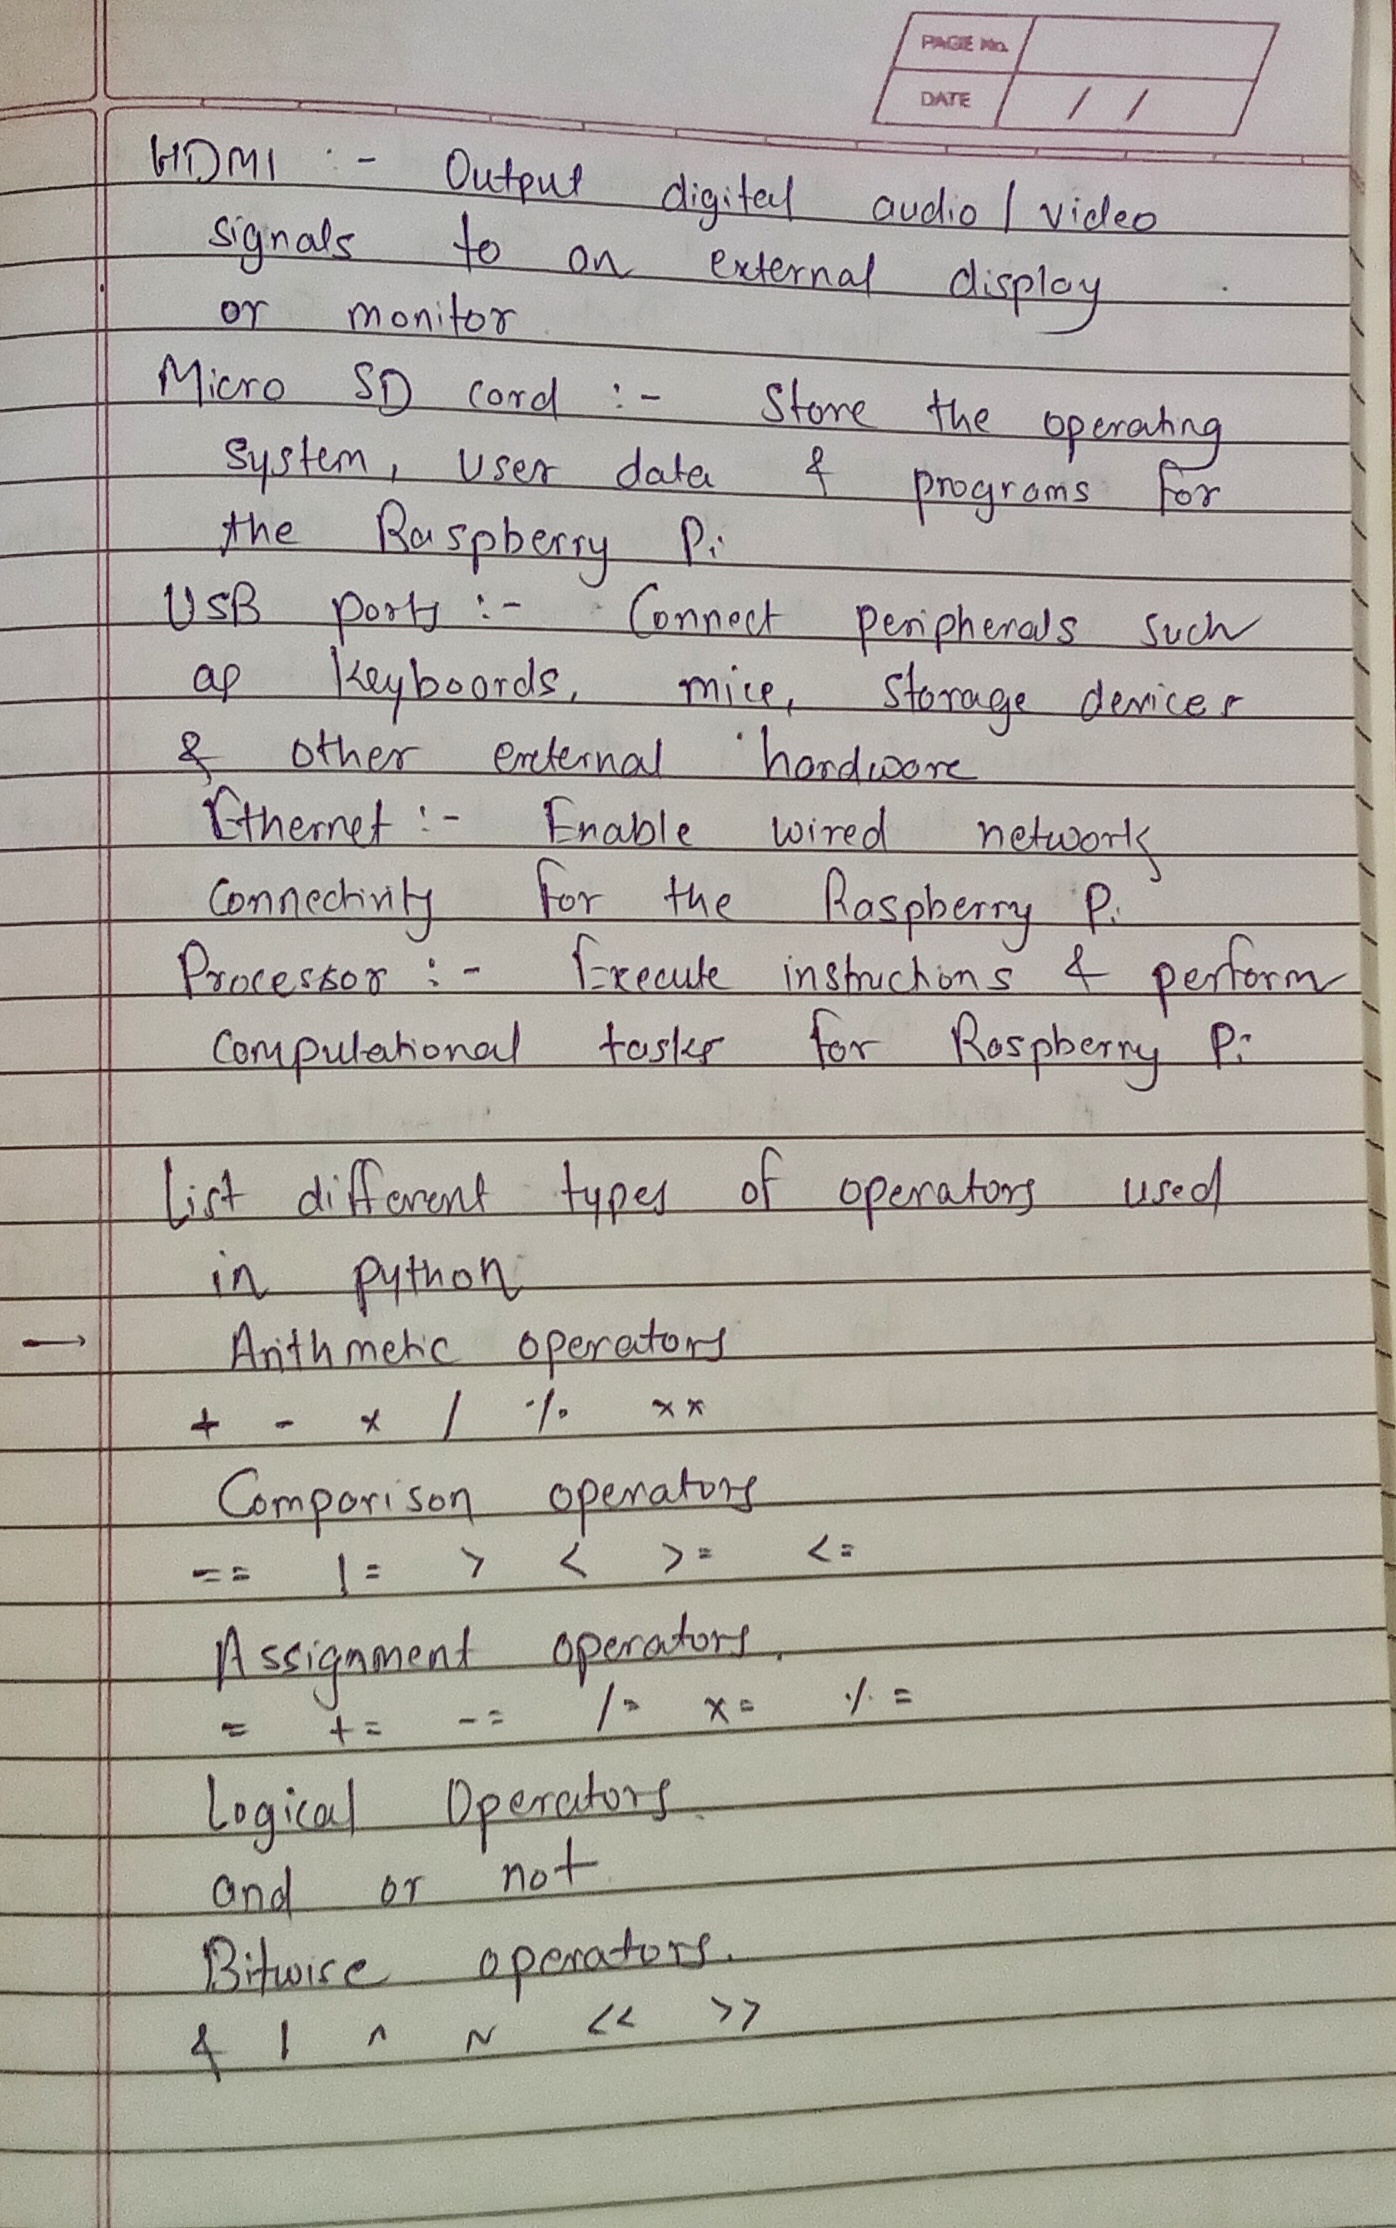 PAGE No.
DATE / /
HDMI :- Output digital audio / video
signals to an external display
or monitor
Micro SD card :- Store the operating
system, user data & programs for
the Raspberry Pi
USB ports :- Connect peripherals such
as keyboards, mice, storage devices
& other external hardware
Ethernet :- Enable wired network
connectivity for the Raspberry Pi
Processor :- Execute instructions & perform
computational tasks for Raspberry Pi
List different types of operators used
in python
→ Arithmetic operators
+ - * / % **
Comparison operators
== != > < >= <=
Assignment operators.
= += -= /= *= %=
Logical Operators.
and or not
Bitwise operators.
& | ^ ~ << >>